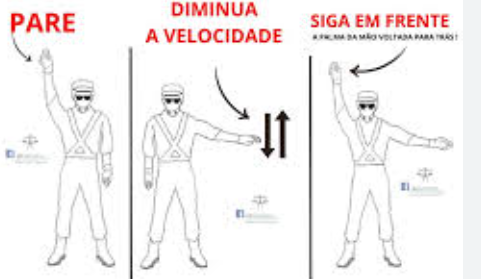 PARE
DIMINUA
A VELOCIDADE
SIGA EM FRENTE
A PALMA DA MÃO VOLTADA PARA TRÁS!